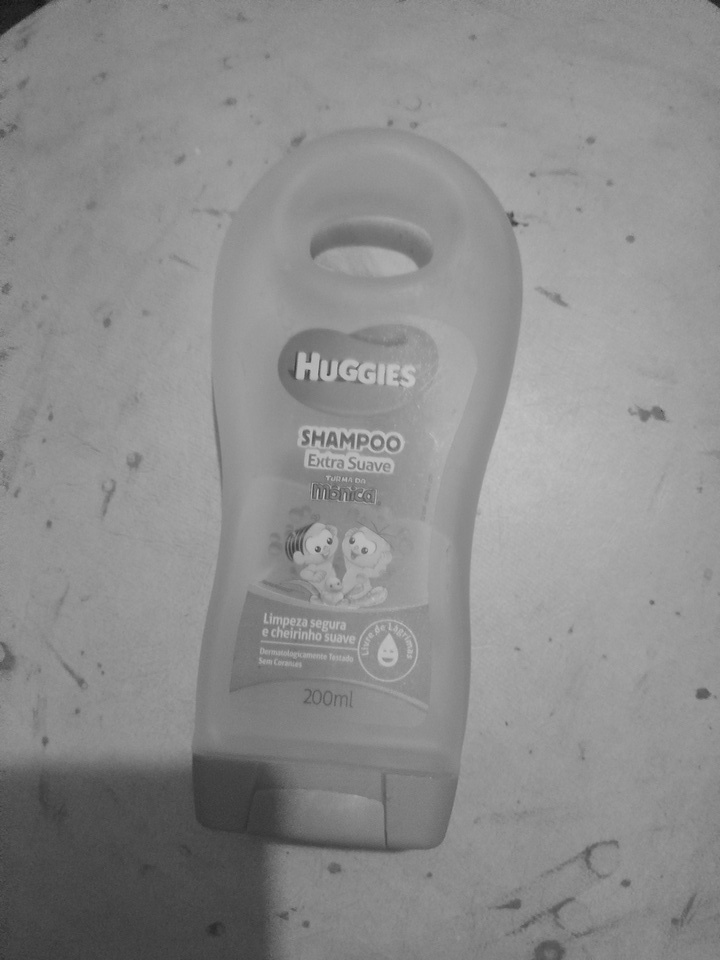 HUGGIES
SHAMPOO
Extra Suave
TURMA DA
Mônica
Limpeza segura
e cheirinho suave
Livre de Lágrimas
Dermatologicamente Testado
Sem Corantes
200ml